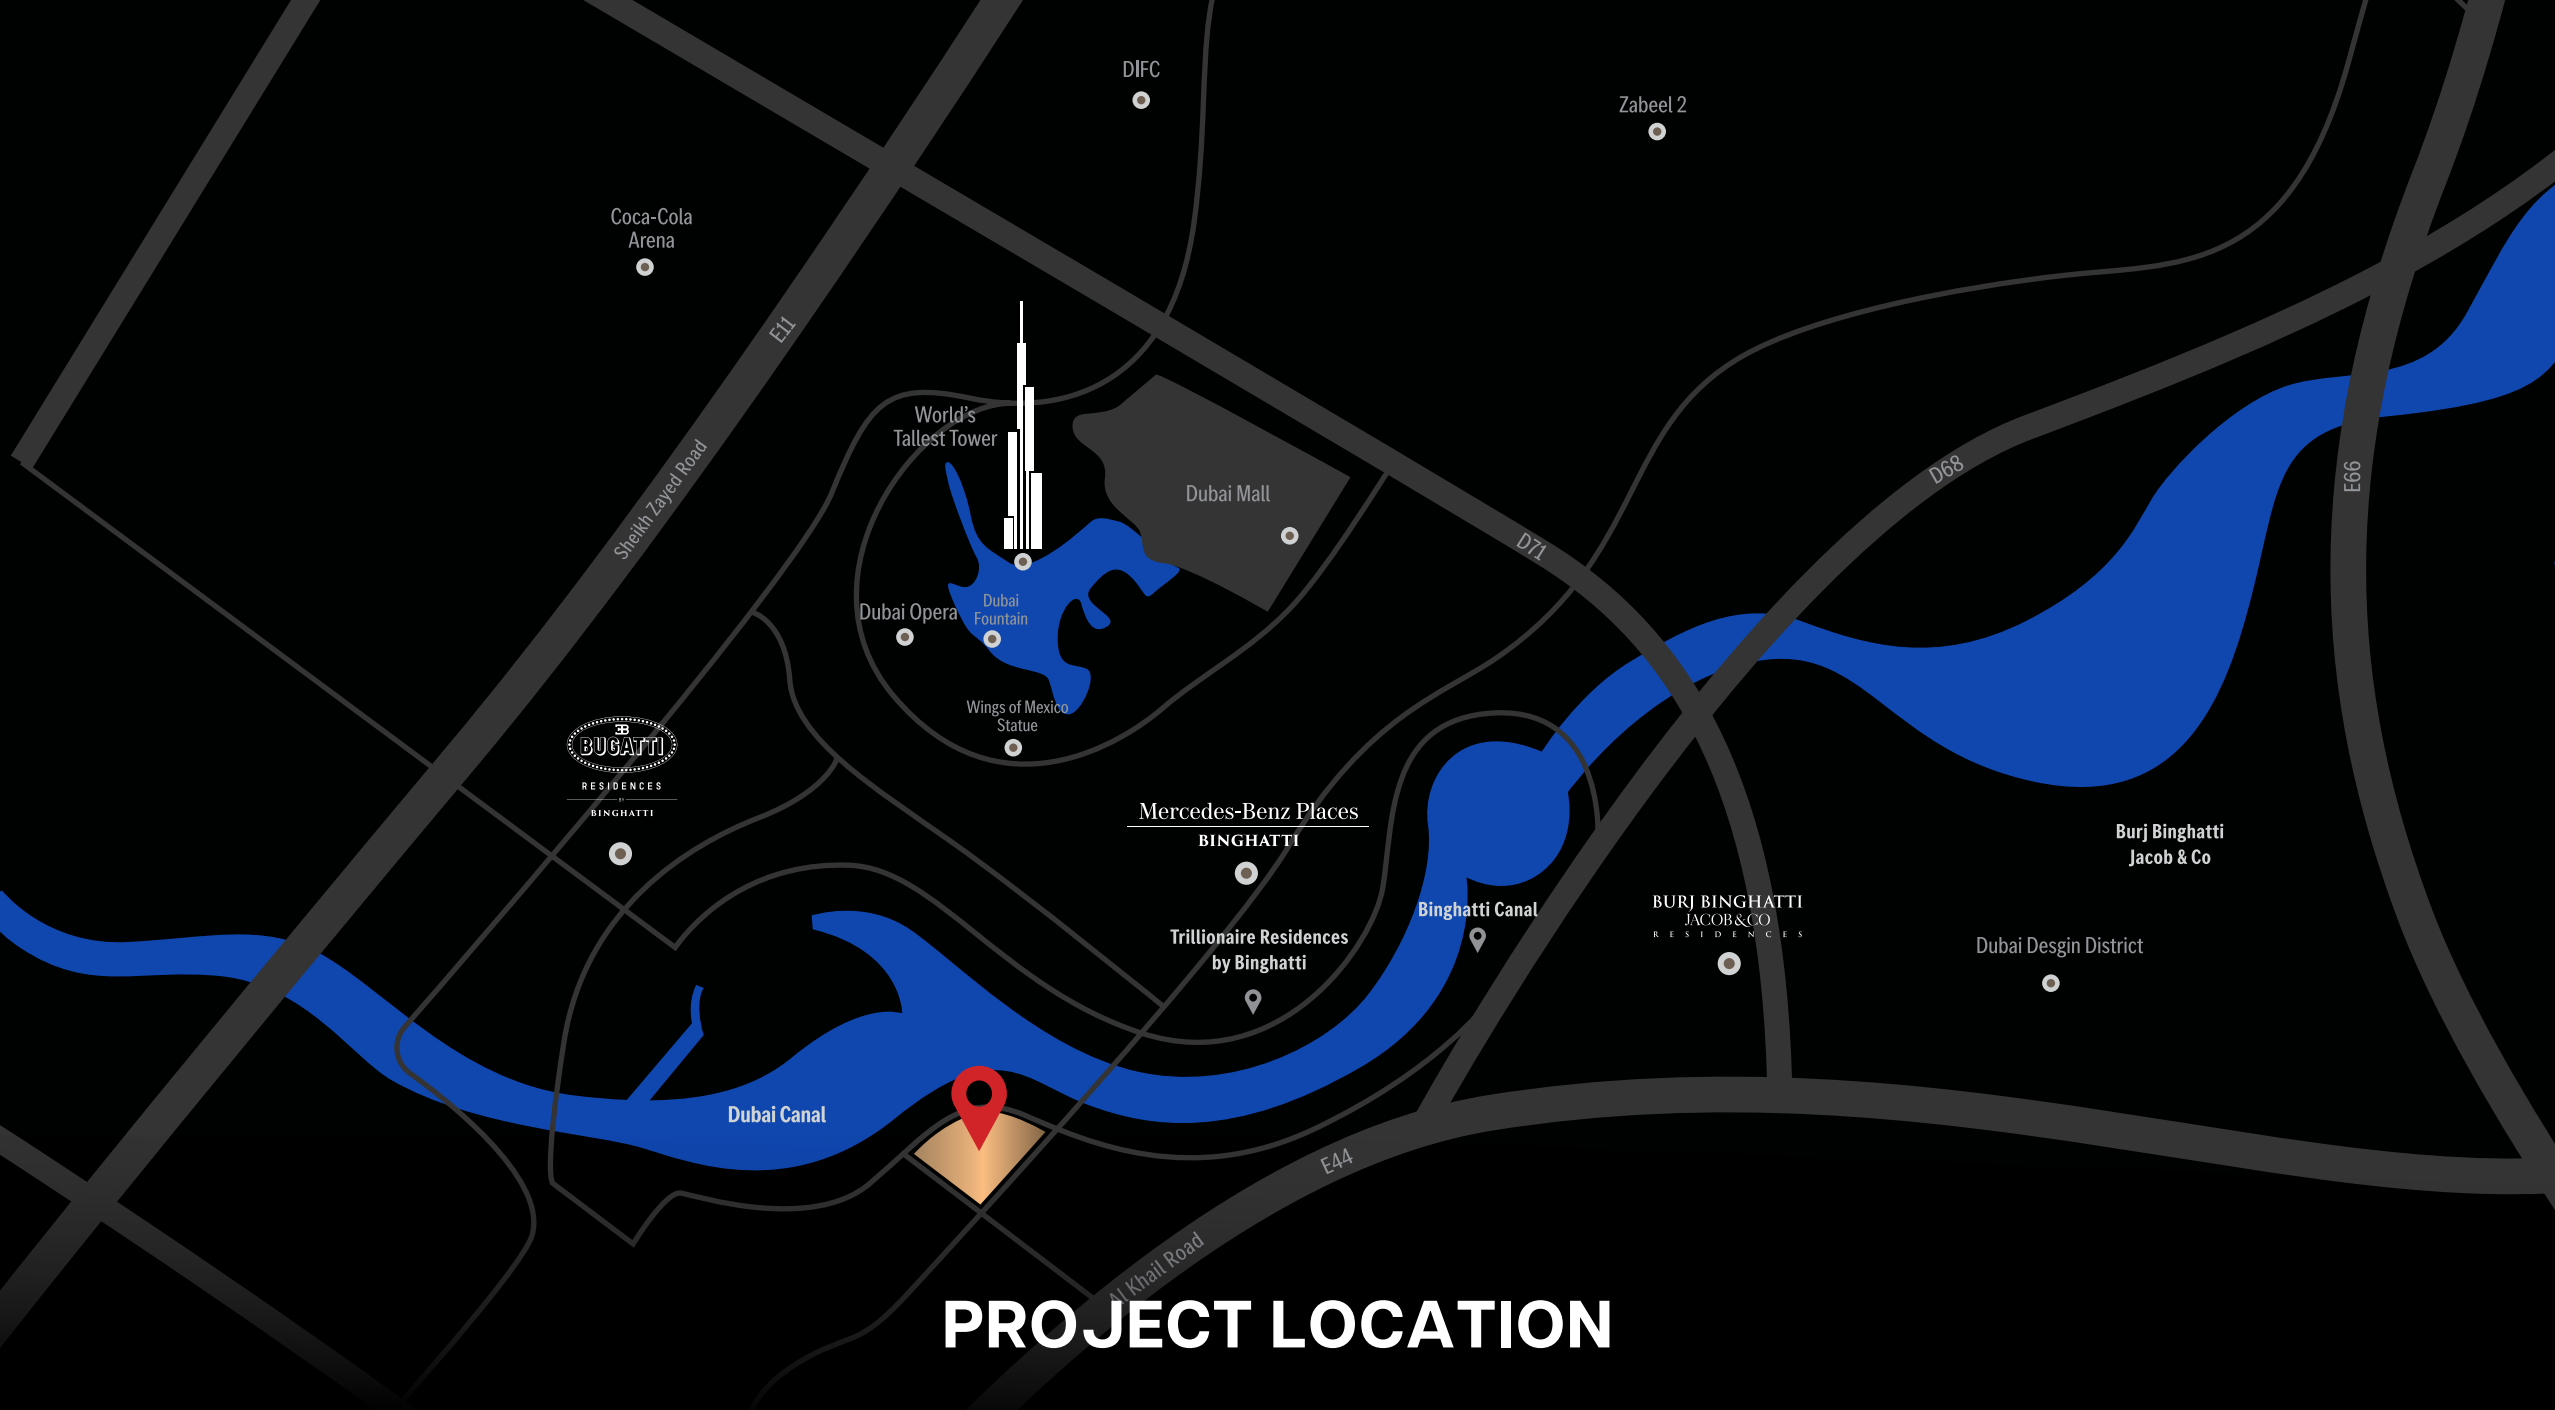 DIFC
Zabeel 2
Coca-Cola
Arena
E11
World's
Tallest Tower
Sheikh Zayed Road
Dubai Mall
D71
D68
E66
Dubai Opera
Dubai
Fountain
Wings of Mexico
Statue
EB
BUGATTI
RESIDENCES
BY
BINGHATTI
Mercedes-Benz Places
BINGHATTI
Burj Binghatti
Jacob & Co
Binghatti Canal
BURJ BINGHATTI
JACOB&CO
RESIDENCES
Trillionaire Residences
by Binghatti
Dubai Desgin District
Dubai Canal
E44
Al Khail Road
PROJECT LOCATION